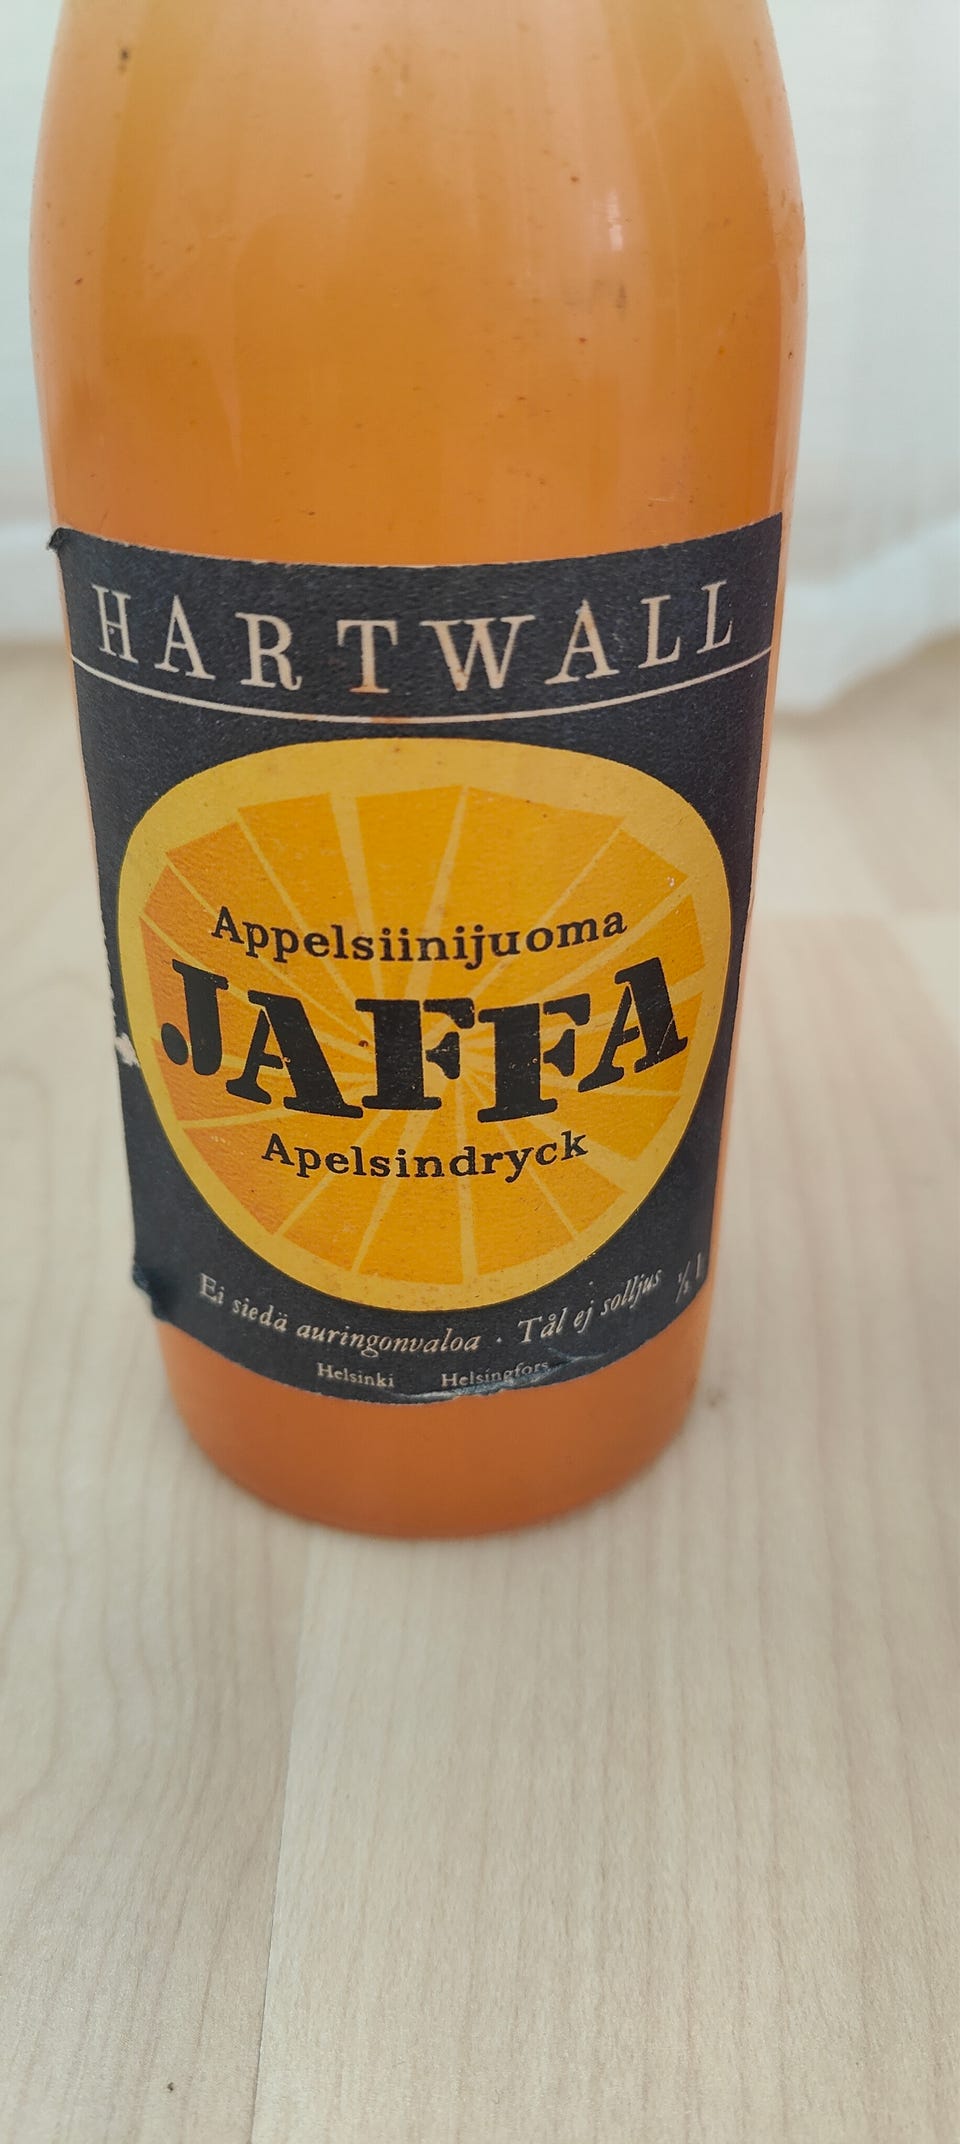 HARTWALL
Appelsiinijuoma
JAFFA
Apelsindryck
Ei siedä auringonvaloa · Tål ej solljus
Helsinki Helsingfors